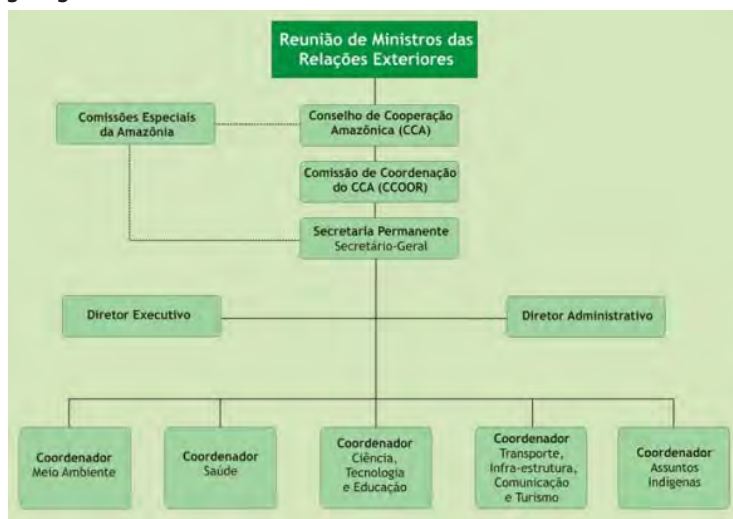 Reunião de Ministros das
Relações Exteriores
Comissões Especiais
da Amazônia
Conselho de Cooperação
Amazônica (CCA)
Comissão de Coordenação
do CCA (CCOOR)
Secretaria Permanente
Secretário-Geral
Diretor Executivo
Diretor Administrativo
Coordenador
Meio Ambiente
Coordenador
Saúde
Coordenador
Ciência,
Tecnologia
e Educação
Coordenador
Transporte,
Infra-estrutura,
Comunicação
e Turismo
Coordenador
Assuntos
Indígenas